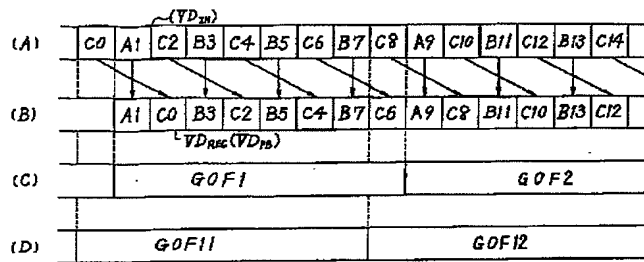 (VD_IN)
(A) C0 A1 C2 B3 C4 B5 C6 B7 C8 A9 C10 B11 C12 B13 C14
(B) A1 C0 B3 C2 B5 C4 B7 C6 A9 C8 B11 C10 B13 C12
VD_REC(VD_PB)
(C) GOF1 GOF2
(D) GOF11 GOF12